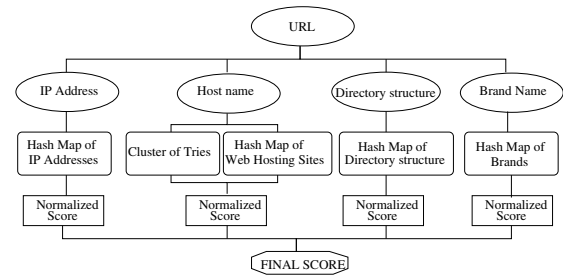 URL
IP Address
Host name
Directory structure
Brand Name
Hash Map of
IP Addresses
Cluster of Tries
Hash Map of
Web Hosting Sites
Hash Map of
Directory structure
Hash Map of
Brands
Normalized
Score
Normalized
Score
Normalized
Score
Normalized
Score
FINAL SCORE